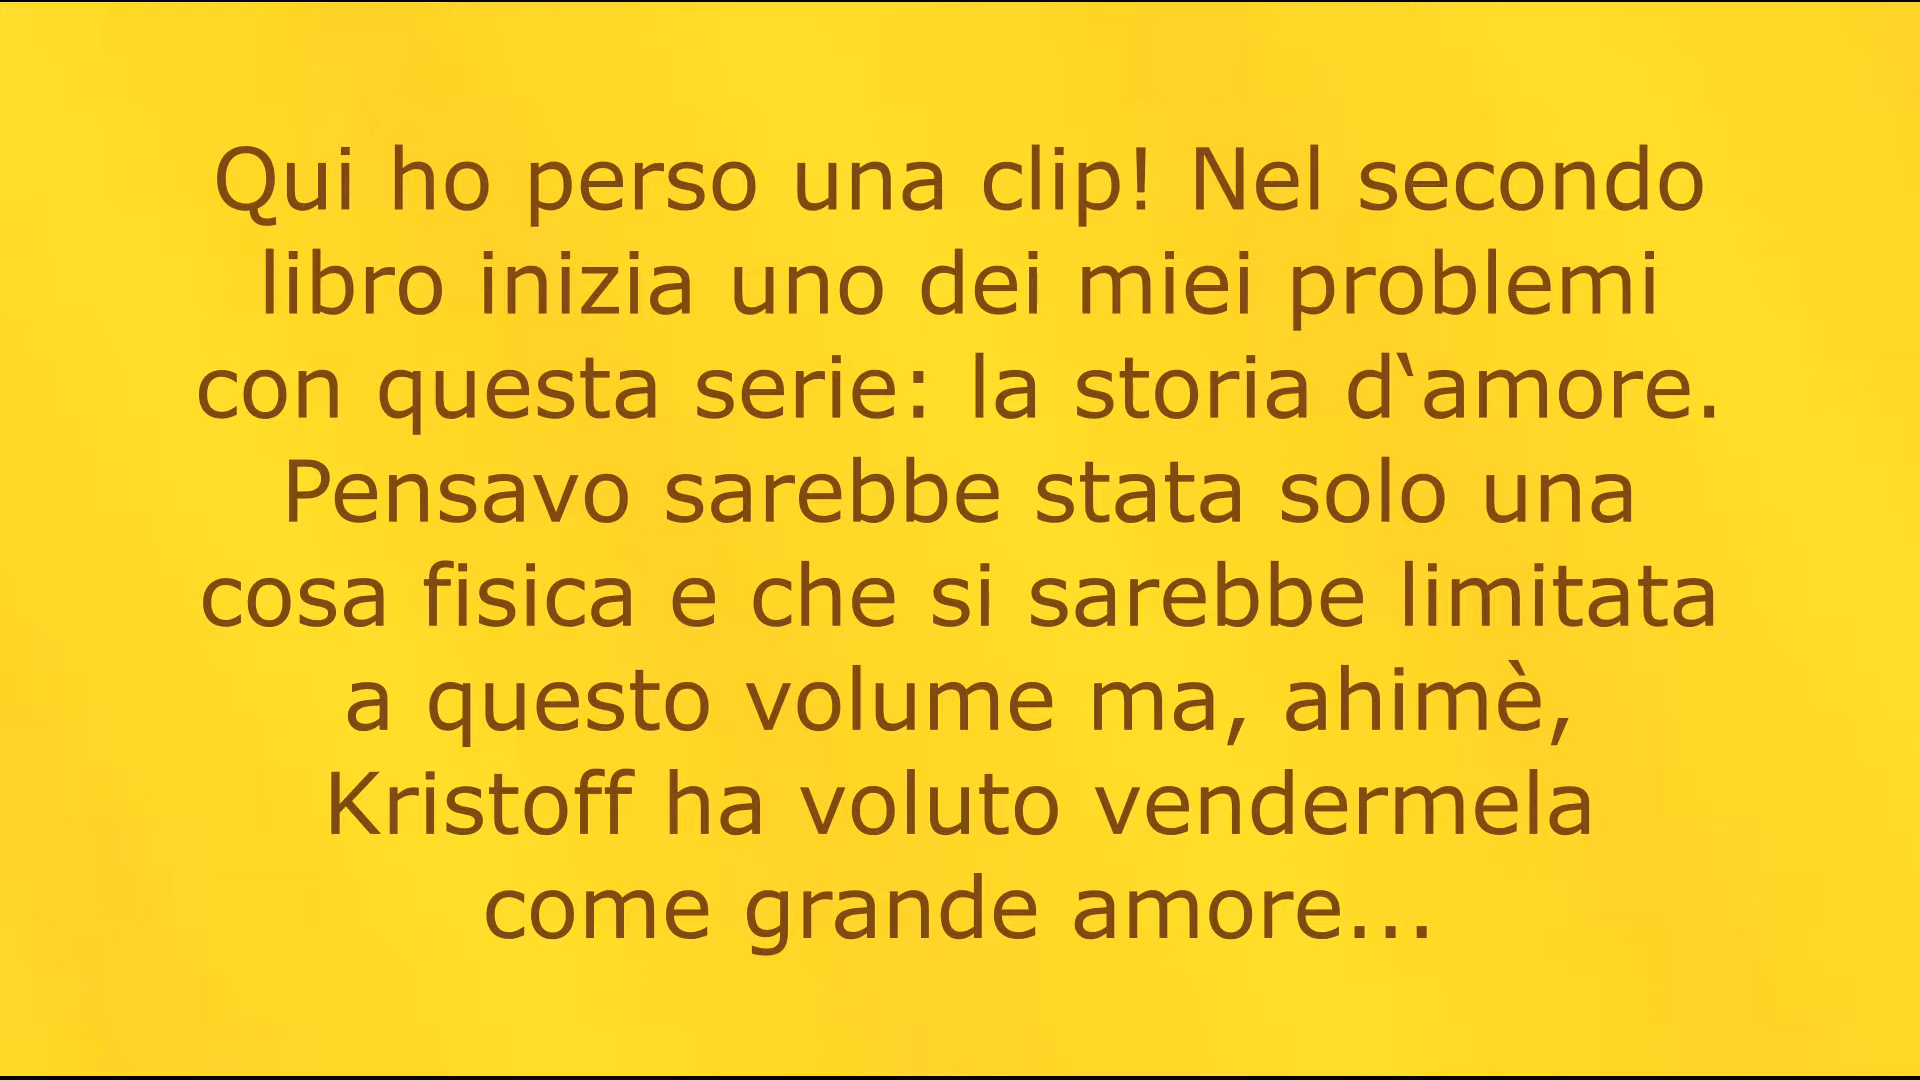 Qui ho perso una clip! Nel secondo
libro inizia uno dei miei problemi
con questa serie: la storia d‛amore.
Pensavo sarebbe stata solo una
cosa fisica e che si sarebbe limitata
a questo volume ma, ahimè,
Kristoff ha voluto vendermela
come grande amore...